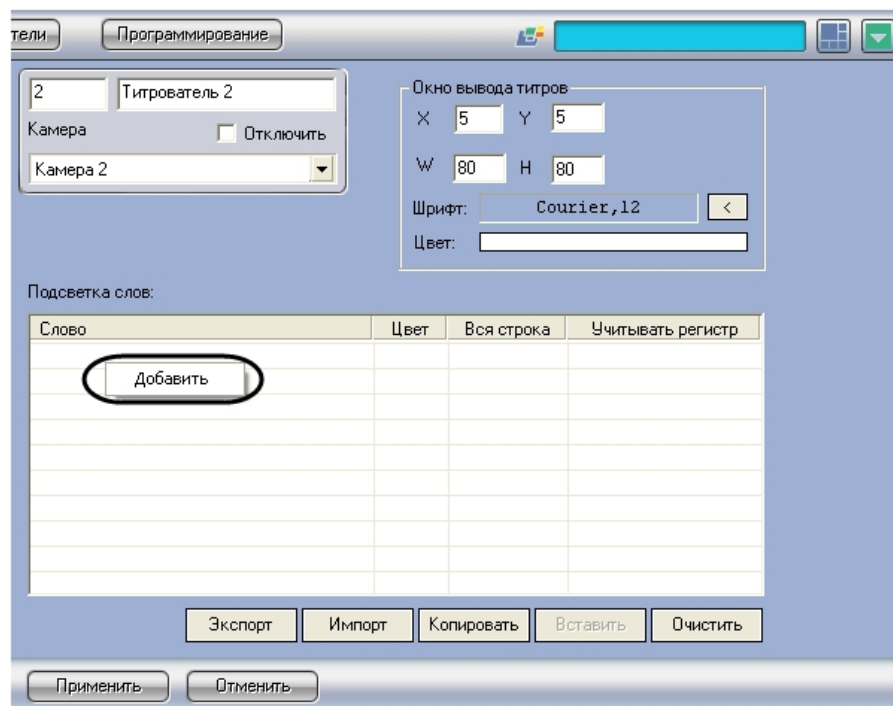 тели Программирование
2 Титрователь 2
Камера Отключить
Камера 2
Окно вывода титров
X 5 Y 5
W 80 H 80
Шрифт: Courier,12 <
Цвет:
Подсветка слов:
Слово Цвет Вся строка Учитывать регистр
Добавить
Экспорт Импорт Копировать Вставить Очистить
Применить Отменить